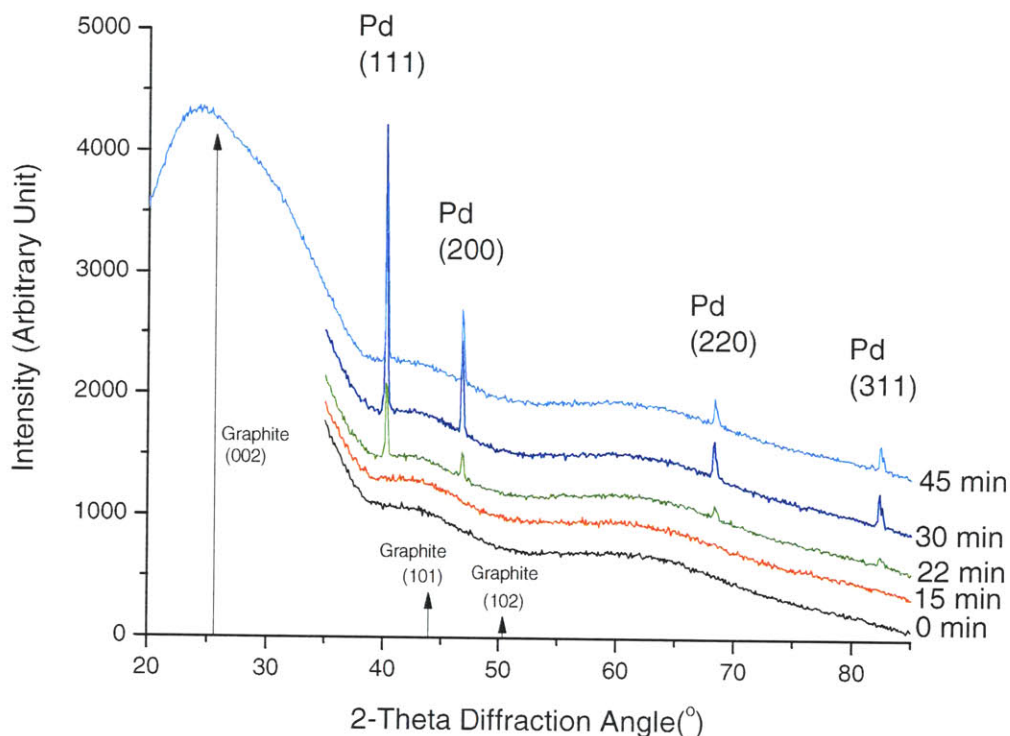 5000
4000
3000
2000
1000
0
Intensity (Arbitrary Unit)
Pd
(111)
Pd
(200)
Pd
(220)
Pd
(311)
Graphite
(002)
Graphite
(101)
Graphite
(102)
45 min
30 min
22 min
15 min
0 min
20
30
40
50
60
70
80
2-Theta Diffraction Angle(°)